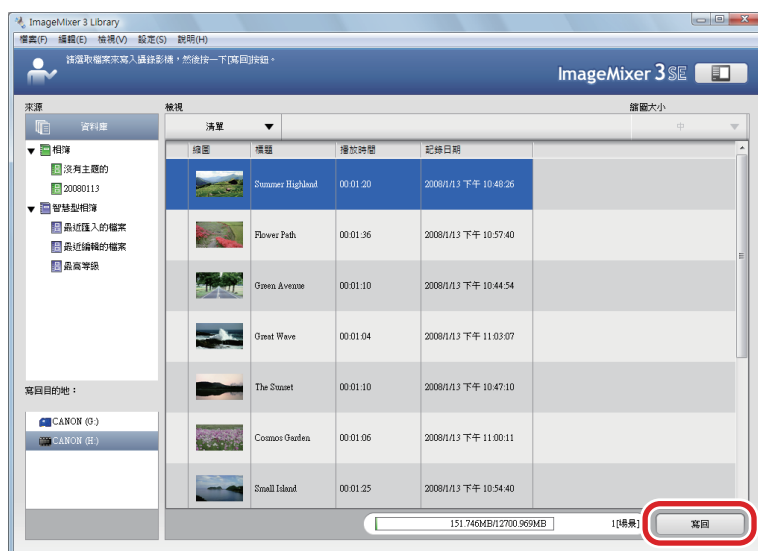 ImageMixer 3 Library
檔案(F) 編輯(E) 檢視(V) 設定(S) 說明(H)
請選取檔案來寫入攝錄影機，然後按一下[寫回]按鈕。
ImageMixer 3 SE
來源
檢視
縮圖大小
資料庫
清單
中
相簿
沒有主題的
20080113
智慧型相簿
最近匯入的檔案
最近編輯的檔案
最高等級
縮圖 標題 播放時間 記錄日期
Summer Highland 00:01:20 2008/1/13 下午 10:48:26
Flower Path 00:01:36 2008/1/13 下午 10:57:40
Green Avenue 00:01:10 2008/1/13 下午 10:44:54
Great Wave 00:01:04 2008/1/13 下午 11:03:07
The Sunset 00:01:10 2008/1/13 下午 10:47:10
Cosmos Garden 00:01:06 2008/1/13 下午 11:00:11
Small Island 00:01:25 2008/1/13 下午 10:54:40
寫回目的地：
CANON (G:)
CANON (H:)
151.746MB/12700.969MB
1[場景]
寫回